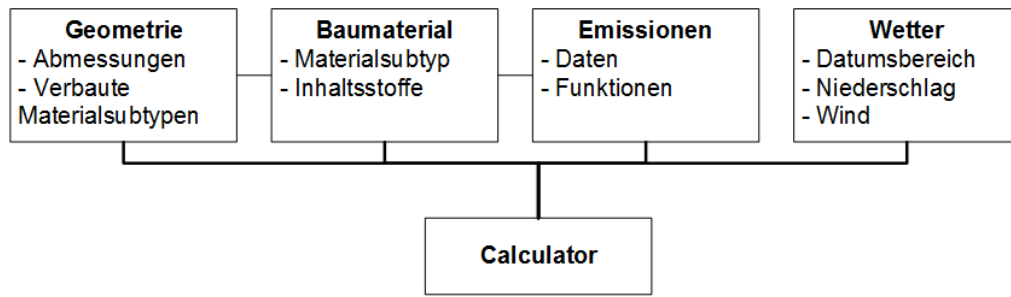 Geometrie
- Abmessungen
- Verbaute
Materialsubtypen
Baumaterial
- Materialsubtyp
- Inhaltsstoffe
Emissionen
- Daten
- Funktionen
Wetter
- Datumsbereich
- Niederschlag
- Wind
Calculator